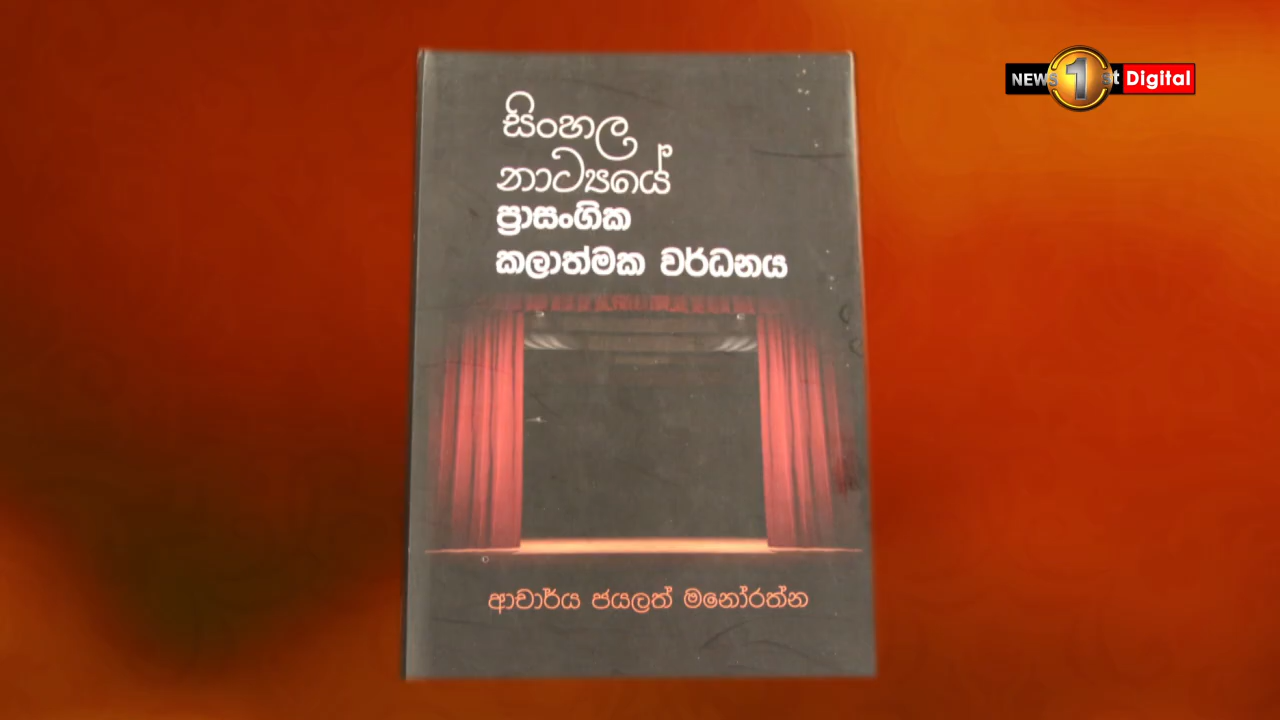 සිංහල
නාට්‍යයේ
ප්‍රාසංගික
කලාත්මක වර්ධනය
ආචාර්ය ජයලත් මනෝරත්න
NEWS 1st Digital